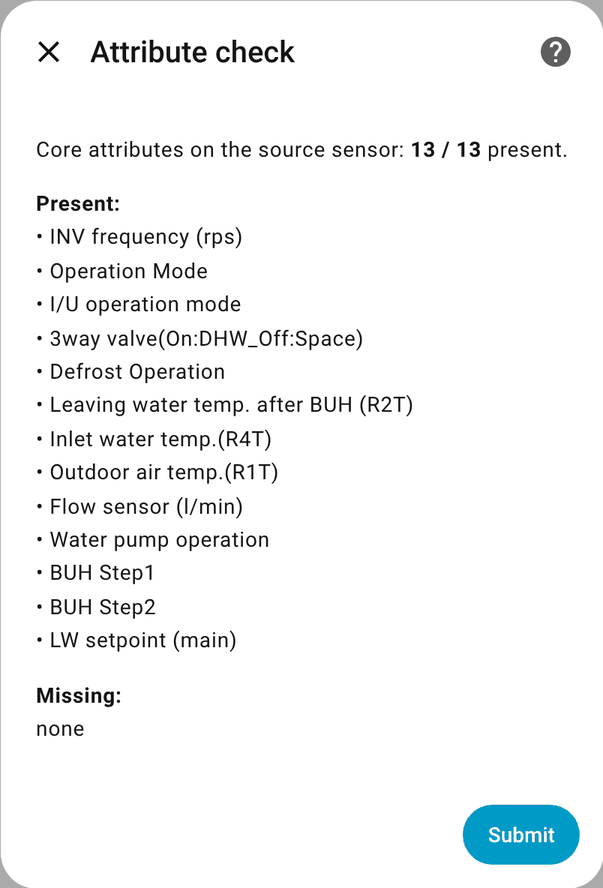 Attribute check
?
Core attributes on the source sensor: 13 / 13 present.
Present:
• INV frequency (rps)
• Operation Mode
• I/U operation mode
• 3way valve(On:DHW_Off:Space)
• Defrost Operation
• Leaving water temp. after BUH (R2T)
• Inlet water temp.(R4T)
• Outdoor air temp.(R1T)
• Flow sensor (l/min)
• Water pump operation
• BUH Step1
• BUH Step2
• LW setpoint (main)
Missing:
none
Submit